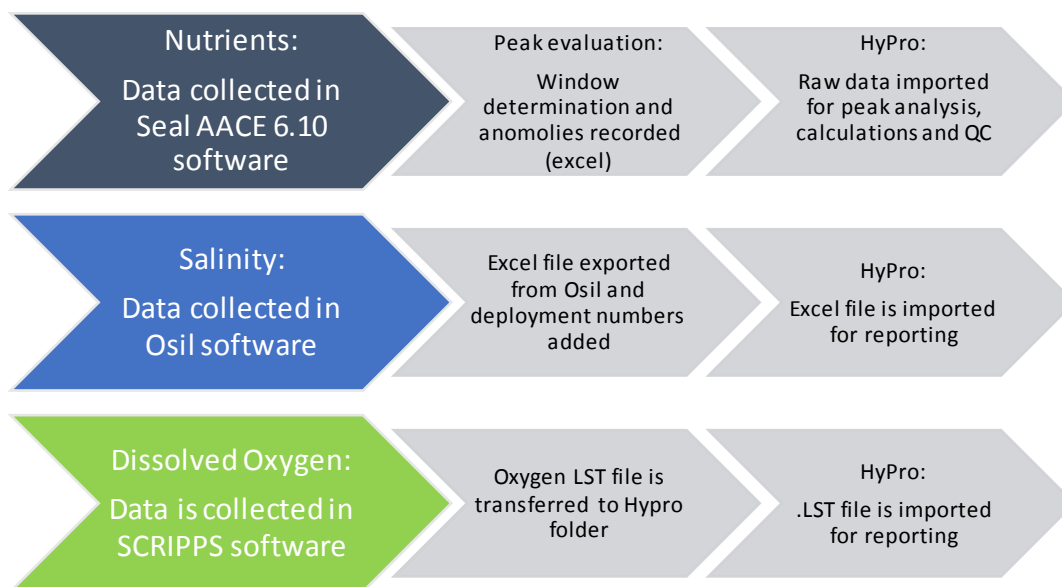 Nutrients:
Data collected in
Seal AACE 6.10
software
Peak evaluation:
Window
determination and
anomolies recorded
(excel)
HyPro:
Raw data imported
for peak analysis,
calculations and QC
Salinity:
Data collected in
Osil software
Excel file exported
from Osil and
deployment numbers
added
HyPro:
Excel file is imported
for reporting
Dissolved Oxygen:
Data is collected in
SCRIPPS software
Oxygen LST file is
transferred to Hypro
folder
HyPro:
.LST file is imported
for reporting